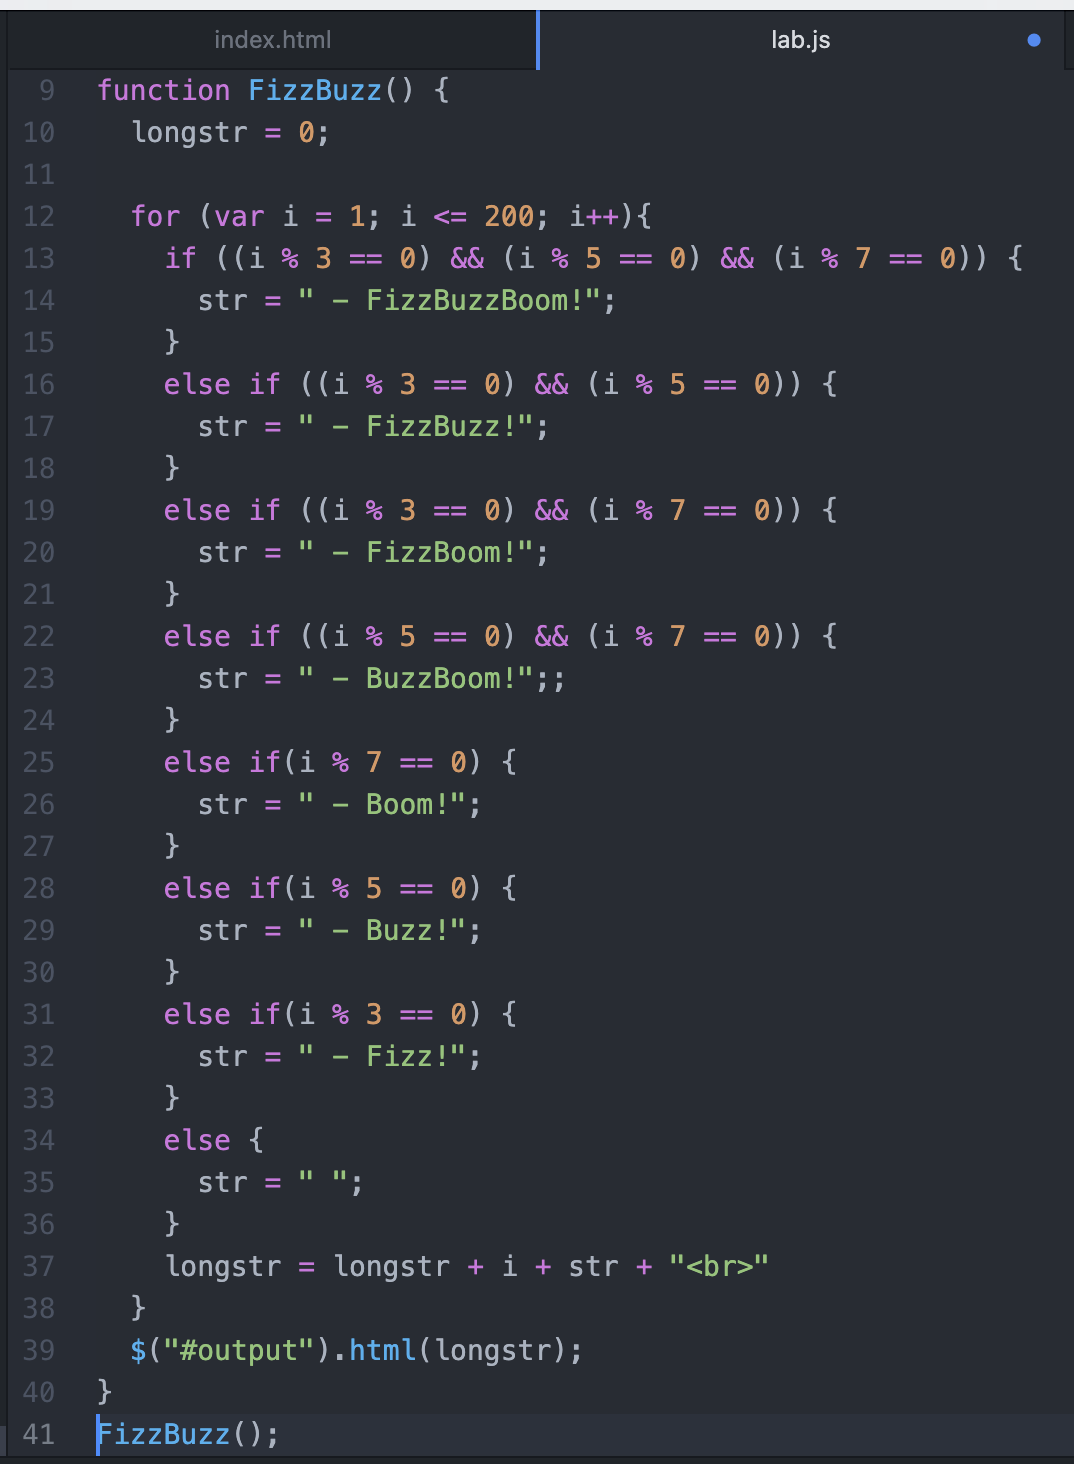 index.html
lab.js
9 function FizzBuzz() {
10   longstr = 0;
11
12   for (var i = 1; i <= 200; i++){
13     if ((i % 3 == 0) && (i % 5 == 0) && (i % 7 == 0)) {
14       str = " – FizzBuzzBoom!";
15     }
16     else if ((i % 3 == 0) && (i % 5 == 0)) {
17       str = " – FizzBuzz!";
18     }
19     else if ((i % 3 == 0) && (i % 7 == 0)) {
20       str = " – FizzBoom!";
21     }
22     else if ((i % 5 == 0) && (i % 7 == 0)) {
23       str = " – BuzzBoom!";;
24     }
25     else if(i % 7 == 0) {
26       str = " – Boom!";
27     }
28     else if(i % 5 == 0) {
29       str = " – Buzz!";
30     }
31     else if(i % 3 == 0) {
32       str = " – Fizz!";
33     }
34     else {
35       str = " ";
36     }
37     longstr = longstr + i + str + "<br>"
38   }
39   $("#output").html(longstr);
40 }
41 FizzBuzz();